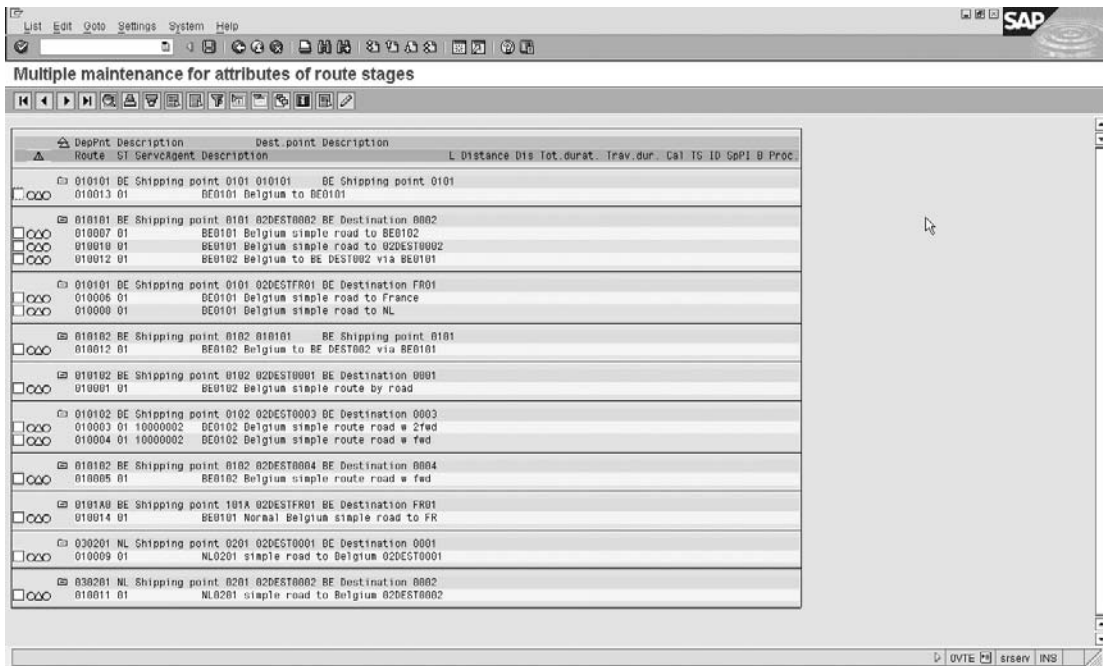 List Edit Goto Settings System Help
SAP
Multiple maintenance for attributes of route stages
DepPnt Description Dest.point Description
Route ST ServcAgent Description L Distance Dis Tot.durat. Trav.dur. Cal TS ID SpPl B Proc.
010101 BE Shipping point 0101 010101 BE Shipping point 0101
010013 01 BE0101 Belgium to BE0101
010101 BE Shipping point 0101 02DEST0002 BE Destination 0002
010007 01 BE0101 Belgium simple road to BE0102
010010 01 BE0101 Belgium simple road to 02DEST0002
010012 01 BE0102 Belgium to BE DEST002 via BE0101
010101 BE Shipping point 0101 02DESTFR01 BE Destination FR01
010006 01 BE0101 Belgium simple road to France
010008 01 BE0101 Belgium simple road to NL
010102 BE Shipping point 0102 010101 BE Shipping point 0101
010012 01 BE0102 Belgium to BE DEST002 via BE0101
010102 BE Shipping point 0102 02DEST0001 BE Destination 0001
010001 01 BE0102 Belgium simple route by road
010102 BE Shipping point 0102 02DEST0003 BE Destination 0003
010003 01 10000002 BE0102 Belgium simple route road w 2fwd
010004 01 10000002 BE0102 Belgium simple route road w fwd
010102 BE Shipping point 0102 02DEST0004 BE Destination 0004
010005 01 BE0102 Belgium simple route road w fwd
0101A0 BE Shipping point 101A 02DESTFR01 BE Destination FR01
010014 01 BE0101 Normal Belgium simple road to FR
030201 NL Shipping point 0201 02DEST0001 BE Destination 0001
010009 01 NL0201 simple road to Belgium 02DEST0001
030201 NL Shipping point 0201 02DEST0002 BE Destination 0002
010011 01 NL0201 simple road to Belgium 02DEST0002
OVTE srserv INS